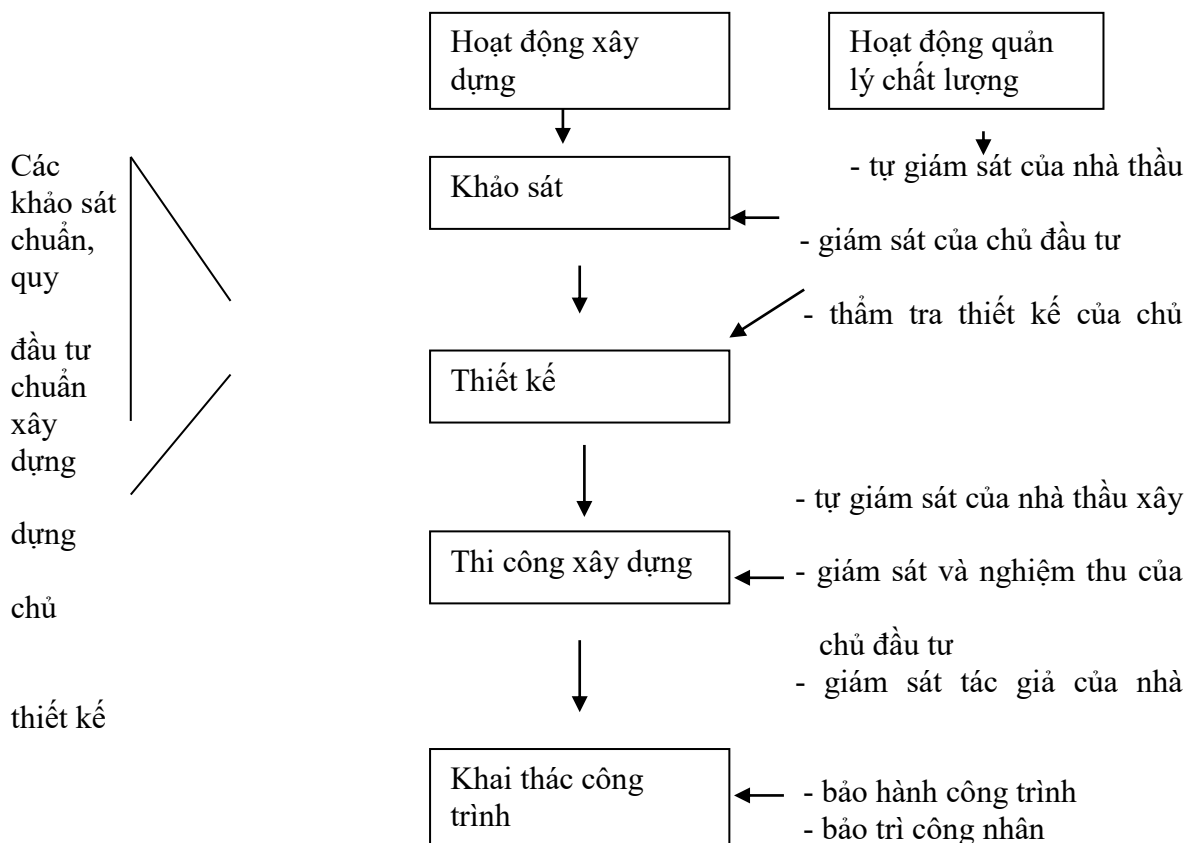 Hoạt động xây
dựng
Hoạt động quản
lý chất lượng
Các
khảo sát
chuẩn,
quy
đầu tư
chuẩn
xây
dựng
dựng
chủ
thiết kế
Khảo sát
- tự giám sát của nhà thầu
- giám sát của chủ đầu tư
- thẩm tra thiết kế của chủ
Thiết kế
- tự giám sát của nhà thầu xây
Thi công xây dựng
- giám sát và nghiệm thu của
chủ đầu tư
- giám sát tác giả của nhà
Khai thác công
trình
- bảo hành công trình
- bảo trì công nhân